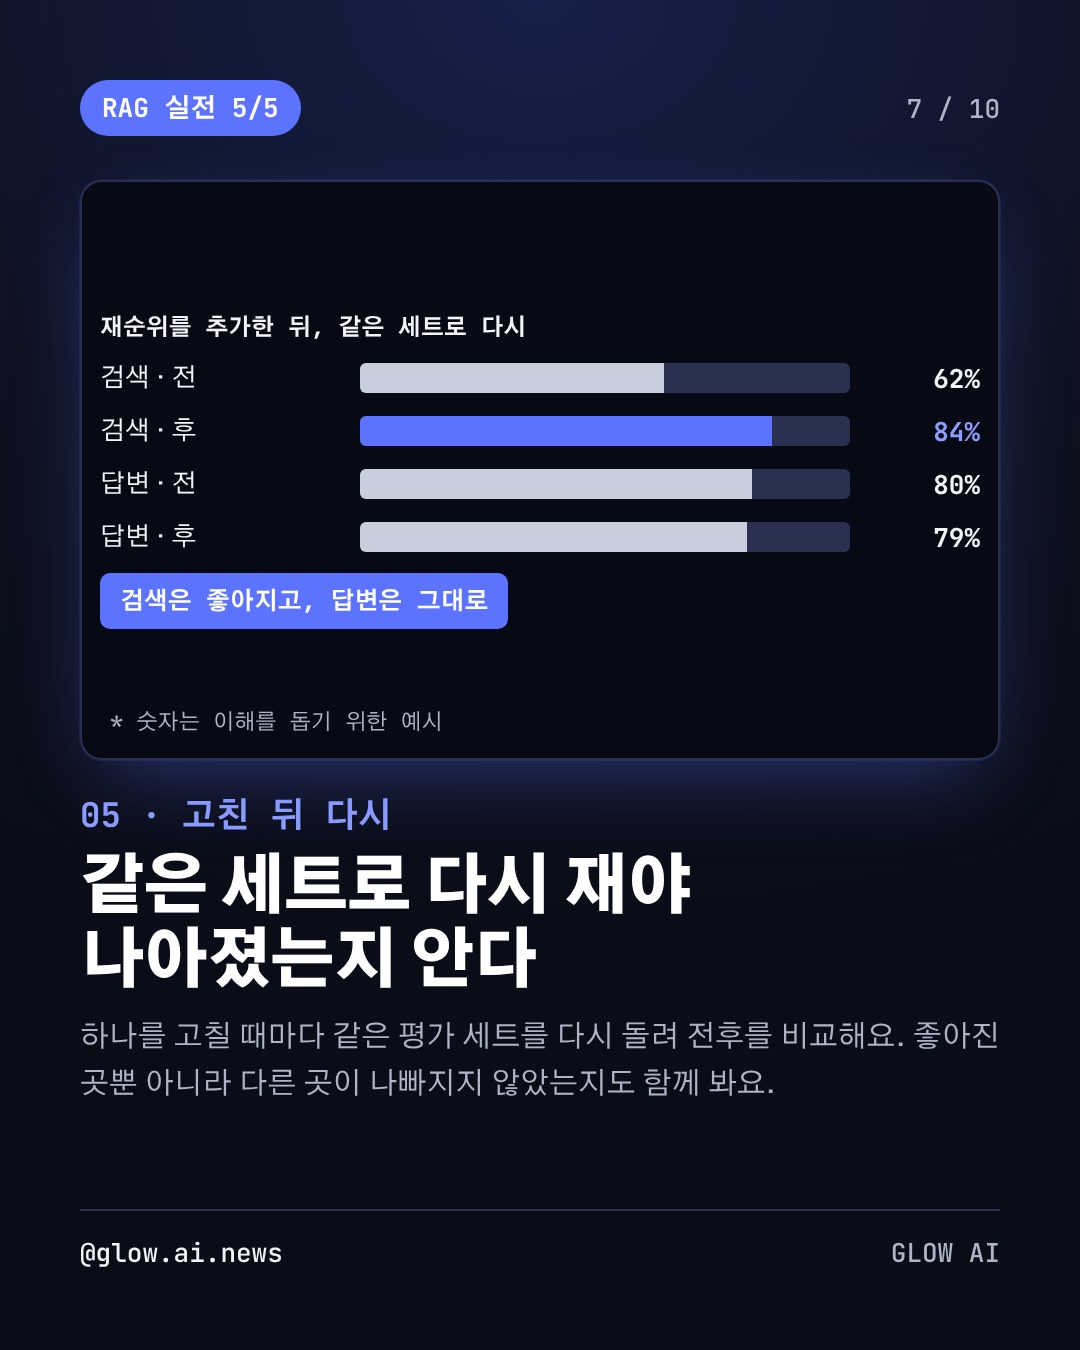 RAG 실전 5/5
7 / 10
재순위를 추가한 뒤, 같은 세트로 다시
검색 · 전 62%
검색 · 후 84%
답변 · 전 80%
답변 · 후 79%
검색은 좋아지고, 답변은 그대로
* 숫자는 이해를 돕기 위한 예시
05 · 고친 뒤 다시
같은 세트로 다시 재야
나아졌는지 안다
하나를 고칠 때마다 같은 평가 세트를 다시 돌려 전후를 비교해요. 좋아진
곳뿐 아니라 다른 곳이 나빠지지 않았는지도 함께 봐요.
@glow.ai.news
GLOW AI